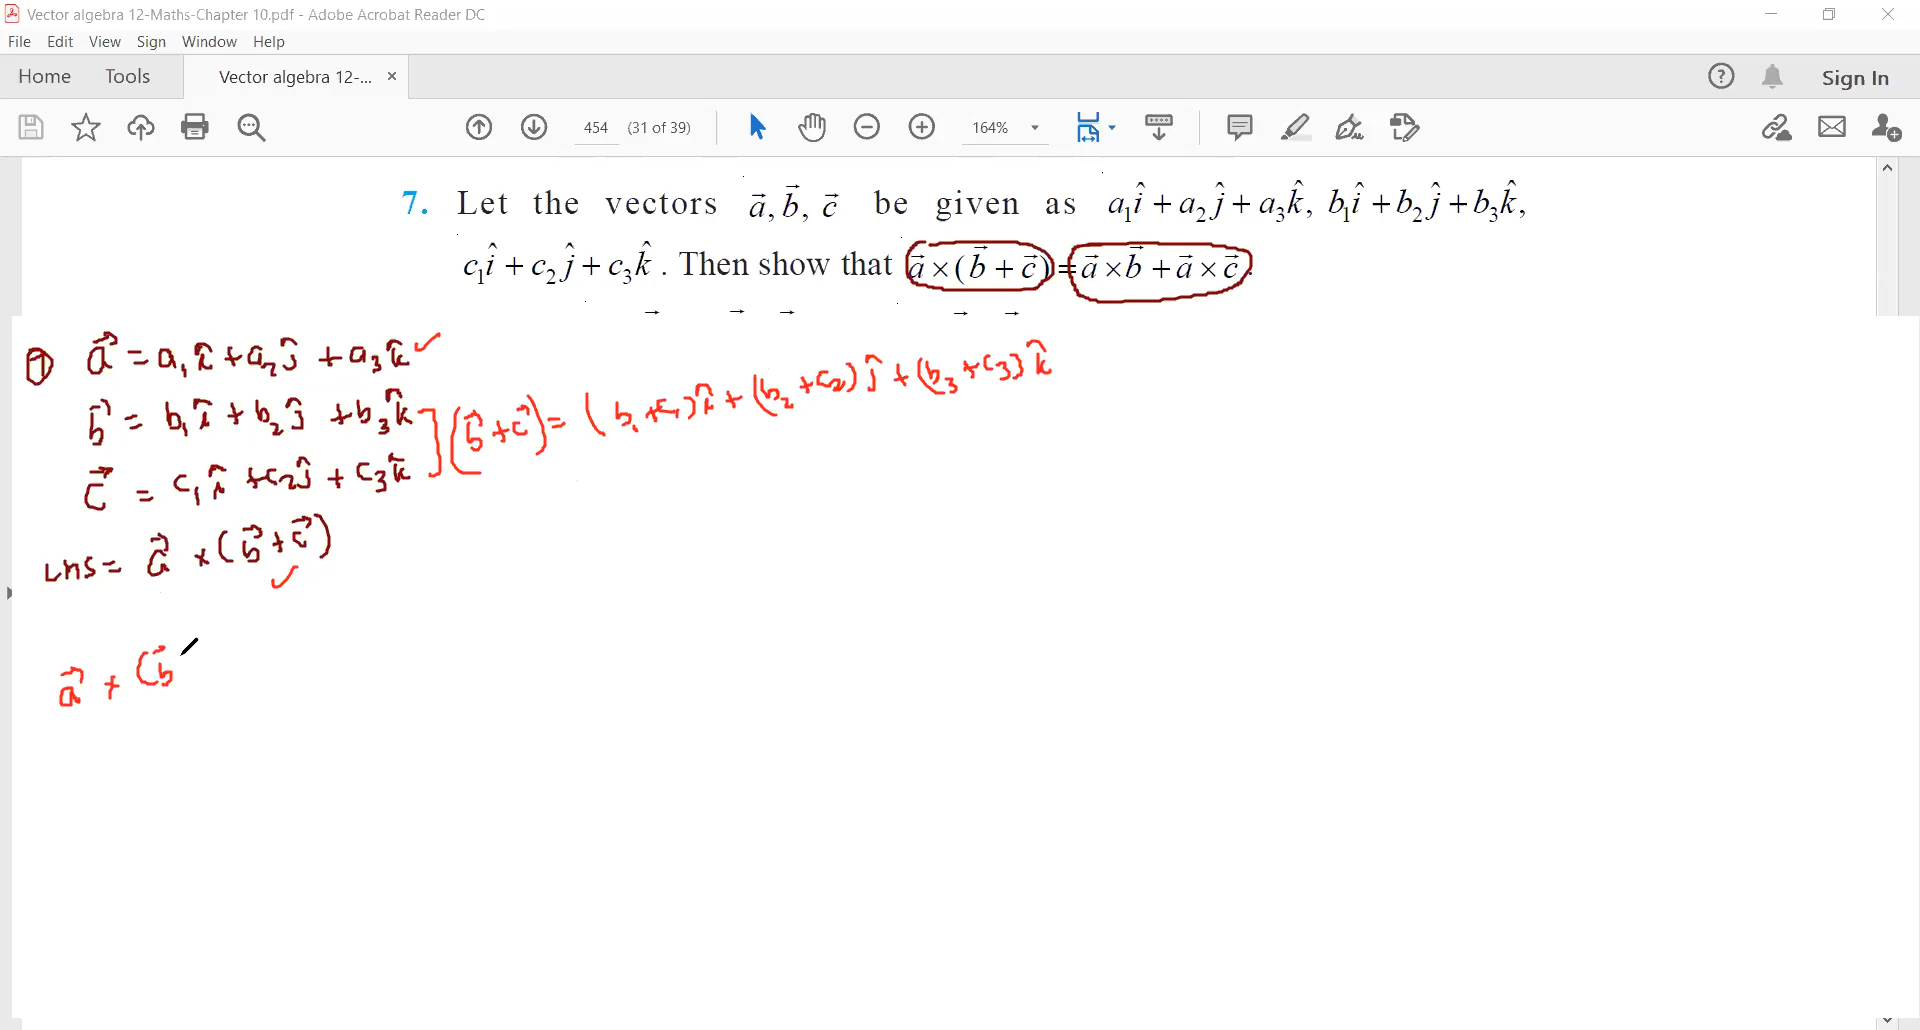 Vector algebra 12-Maths-Chapter 10.pdf - Adobe Acrobat Reader DC
File Edit View Sign Window Help
Home Tools Vector algebra 12-... × Sign In
454 (31 of 39) 164%
7. Let the vectors a⃗, b⃗, c⃗ be given as a₁î + a₂ĵ + a₃k̂, b₁î + b₂ĵ + b₃k̂,
c₁î + c₂ĵ + c₃k̂ . Then show that a⃗ × (b⃗ + c⃗) = a⃗ × b⃗ + a⃗ × c⃗ .
⑦ a⃗ = a₁î + a₂ĵ + a₃k̂ ✓
b⃗ = b₁î + b₂ĵ + b₃k̂ ] (b⃗ + c⃗) = (b₁ + c₁)î + (b₂ + c₂)ĵ + (b₃ + c₃)k̂
c⃗ = c₁î + c₂ĵ + c₃k̂
LHS = a⃗ × (b⃗ + c⃗) ✓
a⃗ + (b⃗